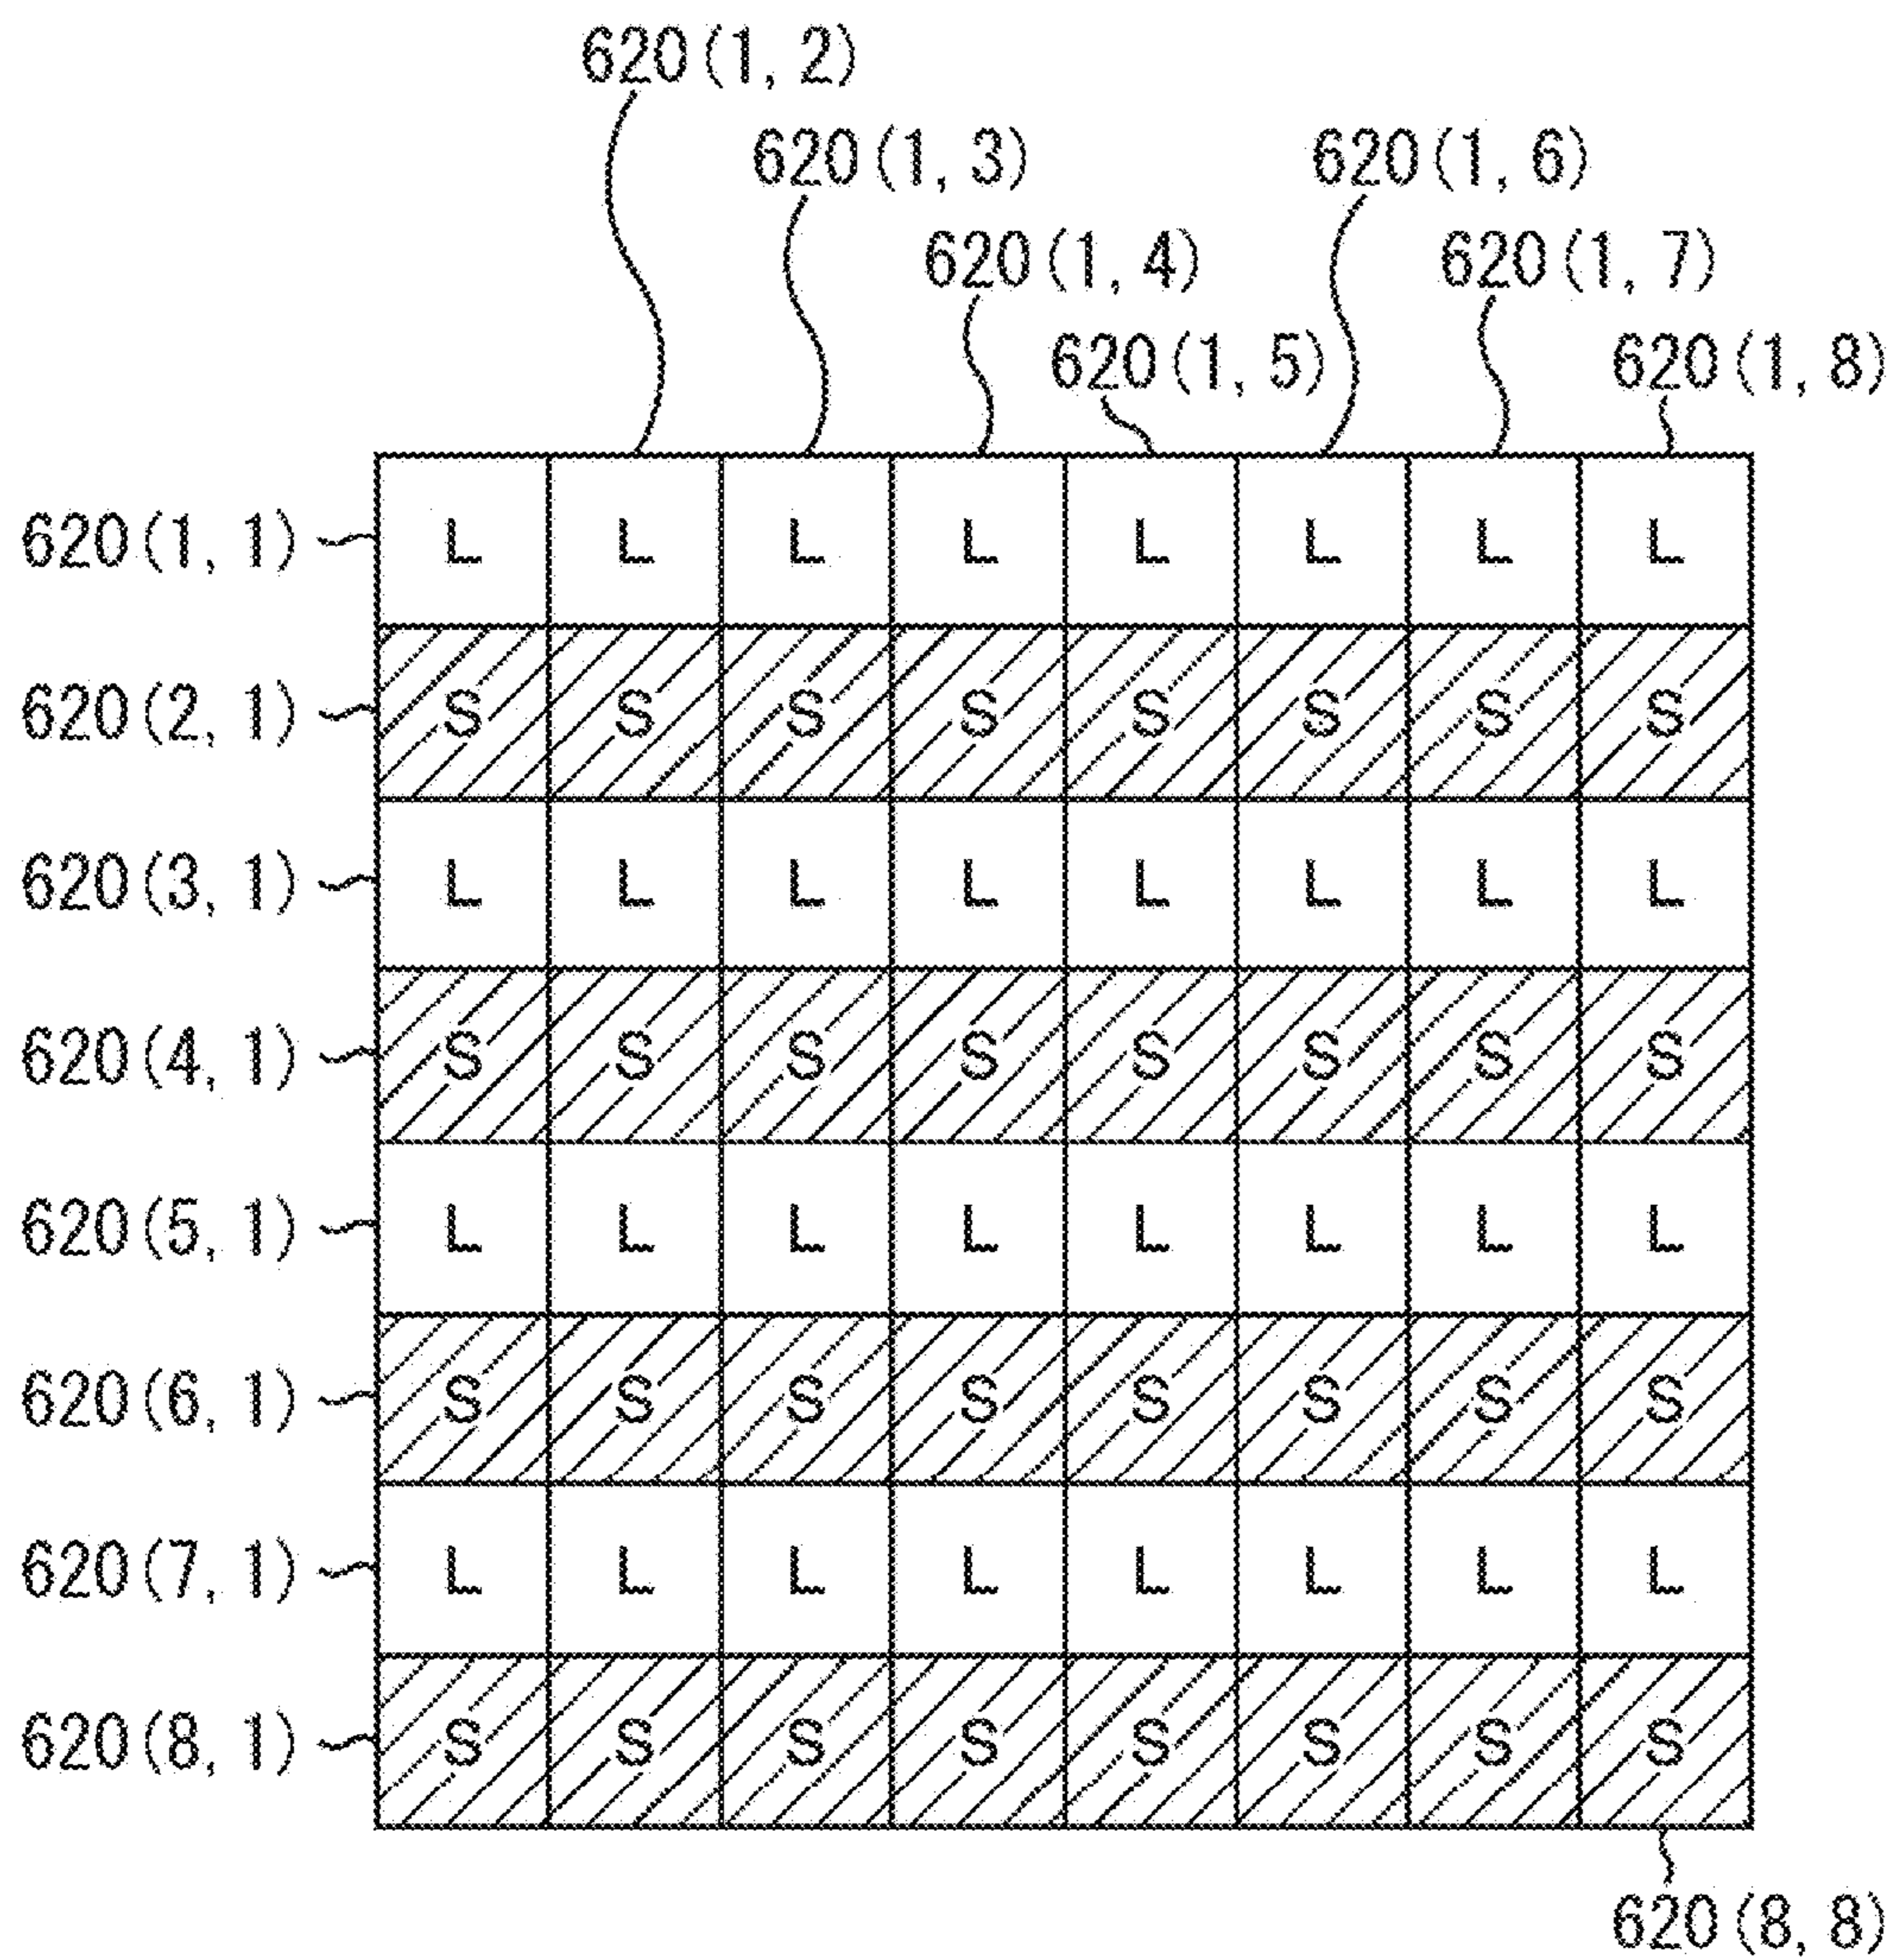 620(1, 2)
620(1, 3) 620(1, 6)
620(1, 4) 620(1, 7)
620(1, 5) 620(1, 8)
620(1, 1) L L L L L L L L
620(2, 1) S S S S S S S S
620(3, 1) L L L L L L L L
620(4, 1) S S S S S S S S
620(5, 1) L L L L L L L L
620(6, 1) S S S S S S S S
620(7, 1) L L L L L L L L
620(8, 1) S S S S S S S S
620(8, 8)